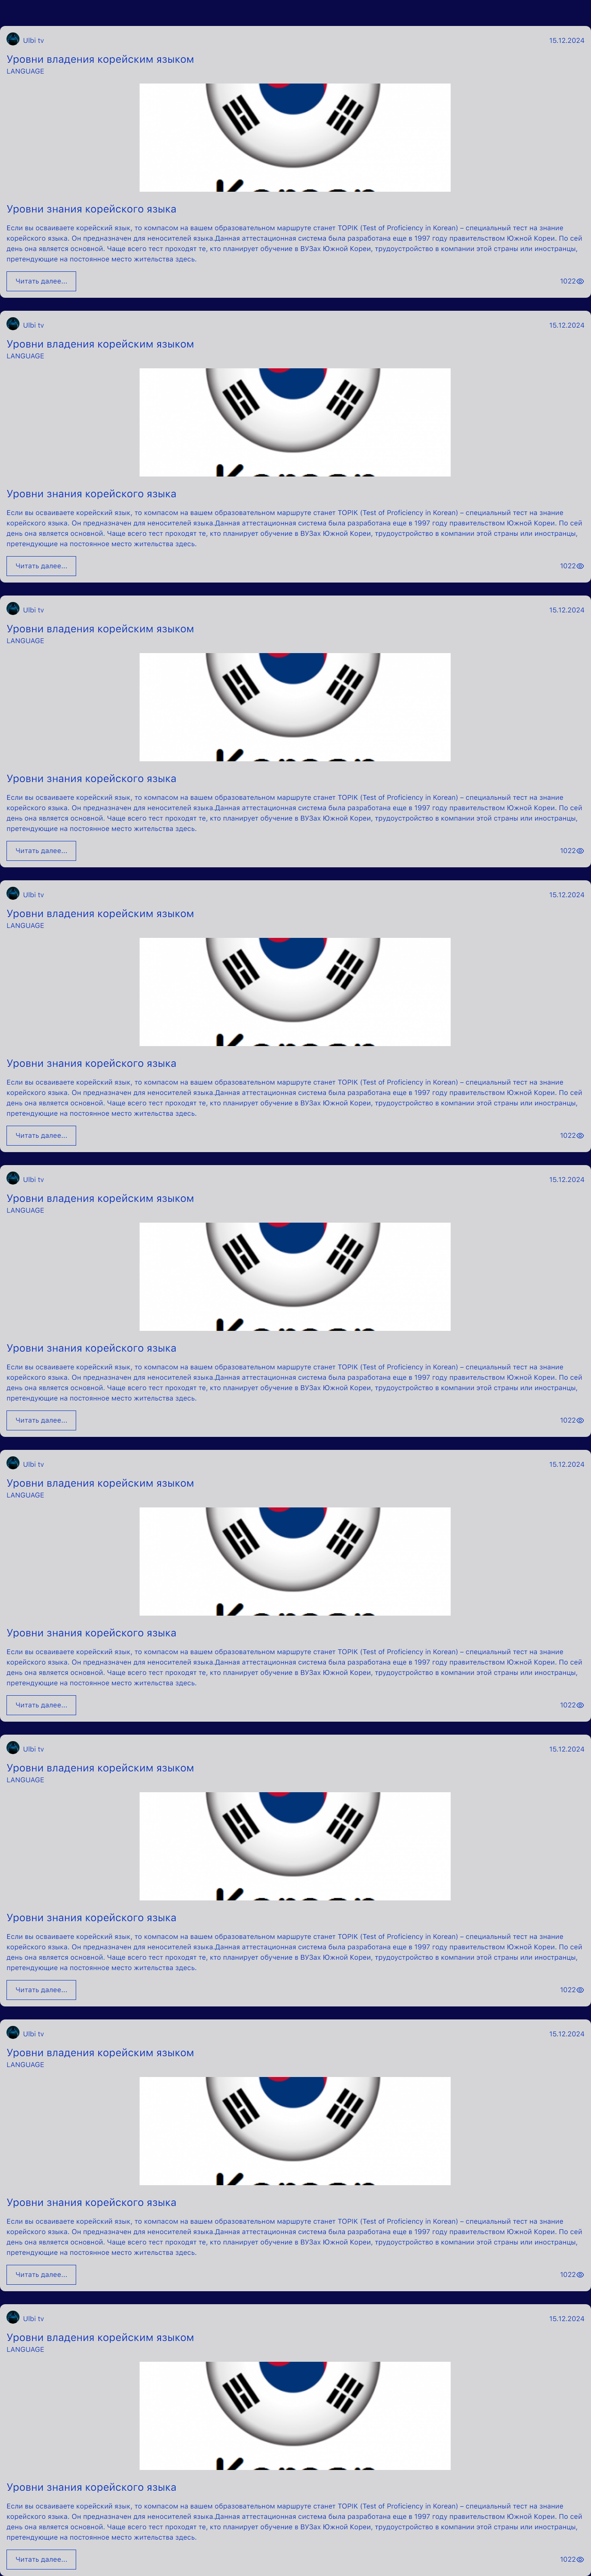 Ulbi tv 15.12.2024
Уровни владения корейским языком
LANGUAGE
Korean
Уровни знания корейского языка
Если вы осваиваете корейский язык, то компасом на вашем образовательном маршруте станет TOPIK (Test of Proficiency in Korean) – специальный тест на знание
корейского языка. Он предназначен для неносителей языка.Данная аттестационная система была разработана еще в 1997 году правительством Южной Кореи. По сей
день она является основной. Чаще всего тест проходят те, кто планирует обучение в ВУЗах Южной Кореи, трудоустройство в компании этой страны или иностранцы,
претендующие на постоянное место жительства здесь.
Читать далее... 1022
Ulbi tv 15.12.2024
Уровни владения корейским языком
LANGUAGE
Korean
Уровни знания корейского языка
Если вы осваиваете корейский язык, то компасом на вашем образовательном маршруте станет TOPIK (Test of Proficiency in Korean) – специальный тест на знание
корейского языка. Он предназначен для неносителей языка.Данная аттестационная система была разработана еще в 1997 году правительством Южной Кореи. По сей
день она является основной. Чаще всего тест проходят те, кто планирует обучение в ВУЗах Южной Кореи, трудоустройство в компании этой страны или иностранцы,
претендующие на постоянное место жительства здесь.
Читать далее... 1022
Ulbi tv 15.12.2024
Уровни владения корейским языком
LANGUAGE
Korean
Уровни знания корейского языка
Если вы осваиваете корейский язык, то компасом на вашем образовательном маршруте станет TOPIK (Test of Proficiency in Korean) – специальный тест на знание
корейского языка. Он предназначен для неносителей языка.Данная аттестационная система была разработана еще в 1997 году правительством Южной Кореи. По сей
день она является основной. Чаще всего тест проходят те, кто планирует обучение в ВУЗах Южной Кореи, трудоустройство в компании этой страны или иностранцы,
претендующие на постоянное место жительства здесь.
Читать далее... 1022
Ulbi tv 15.12.2024
Уровни владения корейским языком
LANGUAGE
Korean
Уровни знания корейского языка
Если вы осваиваете корейский язык, то компасом на вашем образовательном маршруте станет TOPIK (Test of Proficiency in Korean) – специальный тест на знание
корейского языка. Он предназначен для неносителей языка.Данная аттестационная система была разработана еще в 1997 году правительством Южной Кореи. По сей
день она является основной. Чаще всего тест проходят те, кто планирует обучение в ВУЗах Южной Кореи, трудоустройство в компании этой страны или иностранцы,
претендующие на постоянное место жительства здесь.
Читать далее... 1022
Ulbi tv 15.12.2024
Уровни владения корейским языком
LANGUAGE
Korean
Уровни знания корейского языка
Если вы осваиваете корейский язык, то компасом на вашем образовательном маршруте станет TOPIK (Test of Proficiency in Korean) – специальный тест на знание
корейского языка. Он предназначен для неносителей языка.Данная аттестационная система была разработана еще в 1997 году правительством Южной Кореи. По сей
день она является основной. Чаще всего тест проходят те, кто планирует обучение в ВУЗах Южной Кореи, трудоустройство в компании этой страны или иностранцы,
претендующие на постоянное место жительства здесь.
Читать далее... 1022
Ulbi tv 15.12.2024
Уровни владения корейским языком
LANGUAGE
Korean
Уровни знания корейского языка
Если вы осваиваете корейский язык, то компасом на вашем образовательном маршруте станет TOPIK (Test of Proficiency in Korean) – специальный тест на знание
корейского языка. Он предназначен для неносителей языка.Данная аттестационная система была разработана еще в 1997 году правительством Южной Кореи. По сей
день она является основной. Чаще всего тест проходят те, кто планирует обучение в ВУЗах Южной Кореи, трудоустройство в компании этой страны или иностранцы,
претендующие на постоянное место жительства здесь.
Читать далее... 1022
Ulbi tv 15.12.2024
Уровни владения корейским языком
LANGUAGE
Korean
Уровни знания корейского языка
Если вы осваиваете корейский язык, то компасом на вашем образовательном маршруте станет TOPIK (Test of Proficiency in Korean) – специальный тест на знание
корейского языка. Он предназначен для неносителей языка.Данная аттестационная система была разработана еще в 1997 году правительством Южной Кореи. По сей
день она является основной. Чаще всего тест проходят те, кто планирует обучение в ВУЗах Южной Кореи, трудоустройство в компании этой страны или иностранцы,
претендующие на постоянное место жительства здесь.
Читать далее... 1022
Ulbi tv 15.12.2024
Уровни владения корейским языком
LANGUAGE
Korean
Уровни знания корейского языка
Если вы осваиваете корейский язык, то компасом на вашем образовательном маршруте станет TOPIK (Test of Proficiency in Korean) – специальный тест на знание
корейского языка. Он предназначен для неносителей языка.Данная аттестационная система была разработана еще в 1997 году правительством Южной Кореи. По сей
день она является основной. Чаще всего тест проходят те, кто планирует обучение в ВУЗах Южной Кореи, трудоустройство в компании этой страны или иностранцы,
претендующие на постоянное место жительства здесь.
Читать далее... 1022
Ulbi tv 15.12.2024
Уровни владения корейским языком
LANGUAGE
Korean
Уровни знания корейского языка
Если вы осваиваете корейский язык, то компасом на вашем образовательном маршруте станет TOPIK (Test of Proficiency in Korean) – специальный тест на знание
корейского языка. Он предназначен для неносителей языка.Данная аттестационная система была разработана еще в 1997 году правительством Южной Кореи. По сей
день она является основной. Чаще всего тест проходят те, кто планирует обучение в ВУЗах Южной Кореи, трудоустройство в компании этой страны или иностранцы,
претендующие на постоянное место жительства здесь.
Читать далее... 1022